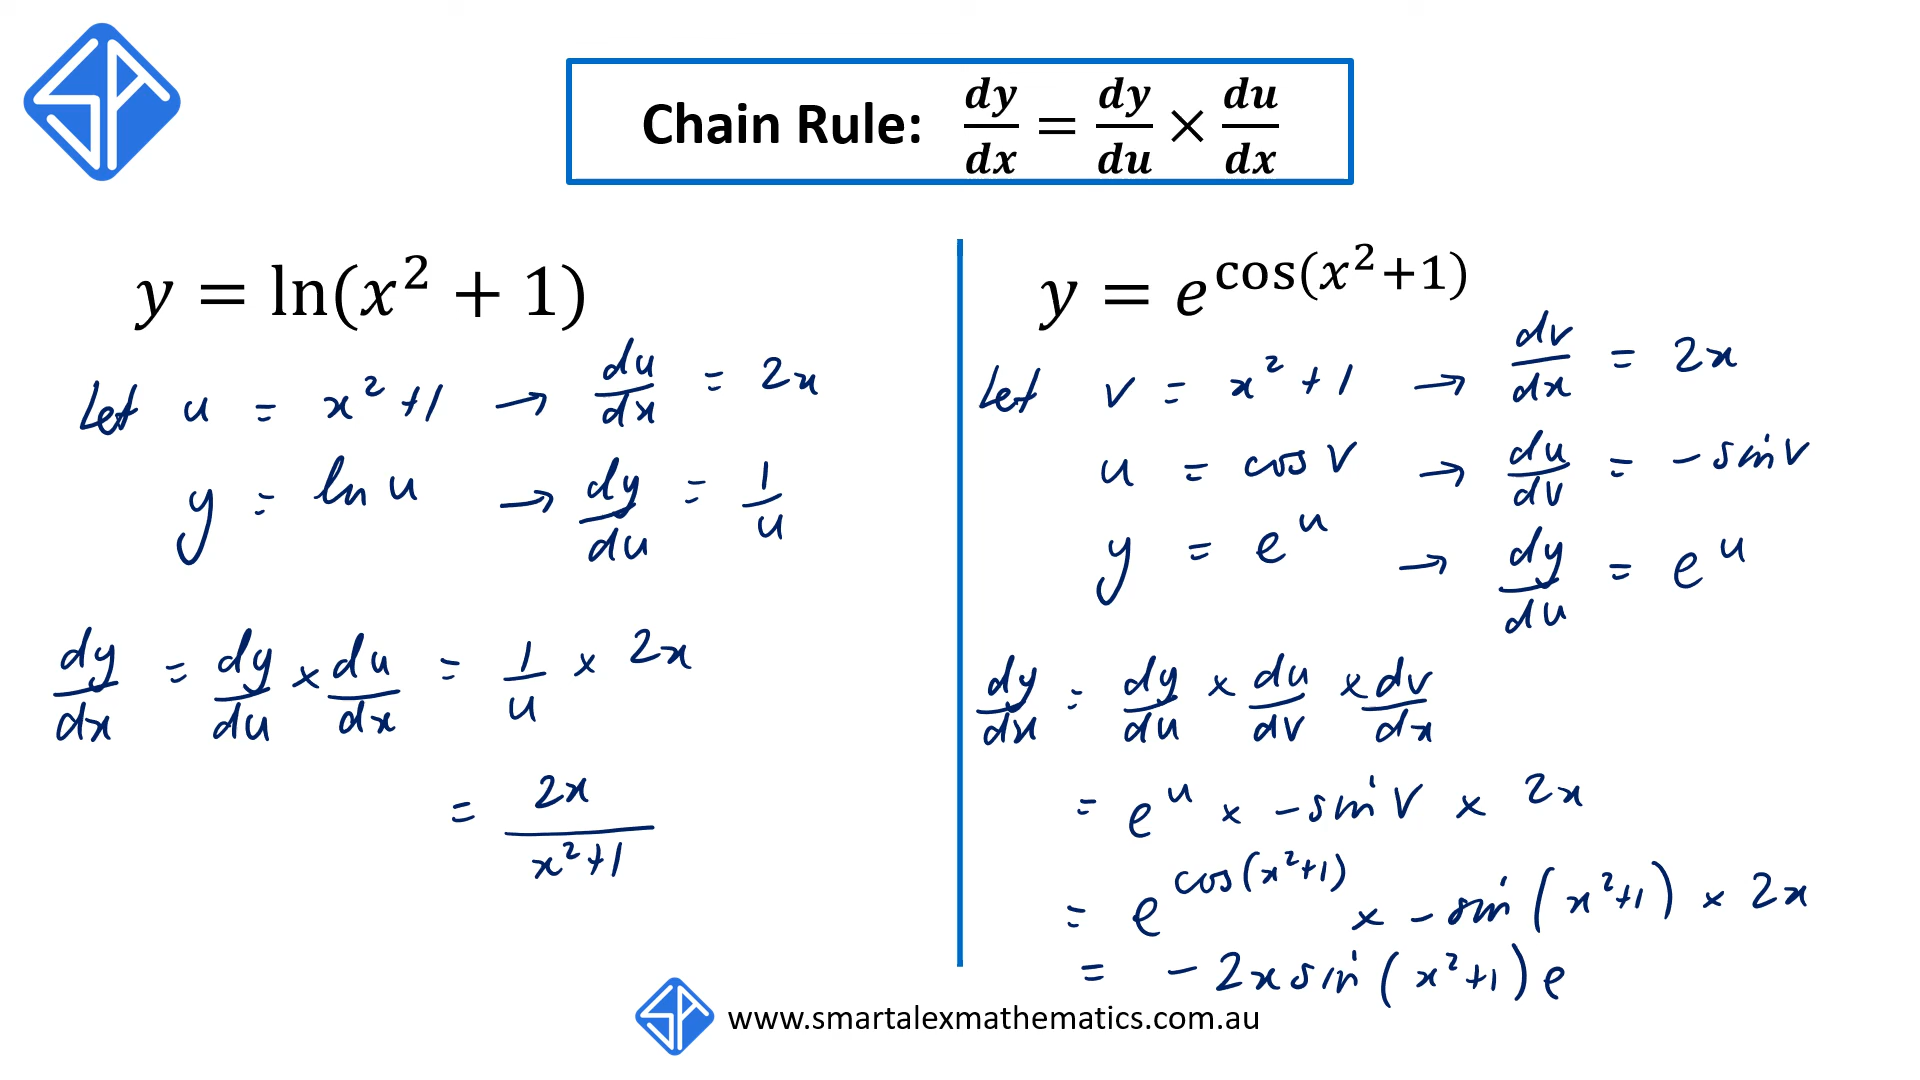 Chain Rule: dy/dx = dy/du × du/dx
y = ln(x² + 1)
Let u = x² + 1 → du/dx = 2x
y = ln u → dy/du = 1/u
dy/dx = dy/du × du/dx = 1/u × 2x
= 2x/(x² + 1)
y = e^(cos(x²+1))
Let v = x² + 1 → dv/dx = 2x
u = cos v → du/dv = - sin v
y = e^u → dy/du = e^u
dy/dx = dy/du × du/dv × dv/dx
= e^u × - sin v × 2x
= e^(cos(x²+1)) × - sin(x²+1) × 2x
= - 2x sin(x²+1) e
www.smartalexmathematics.com.au